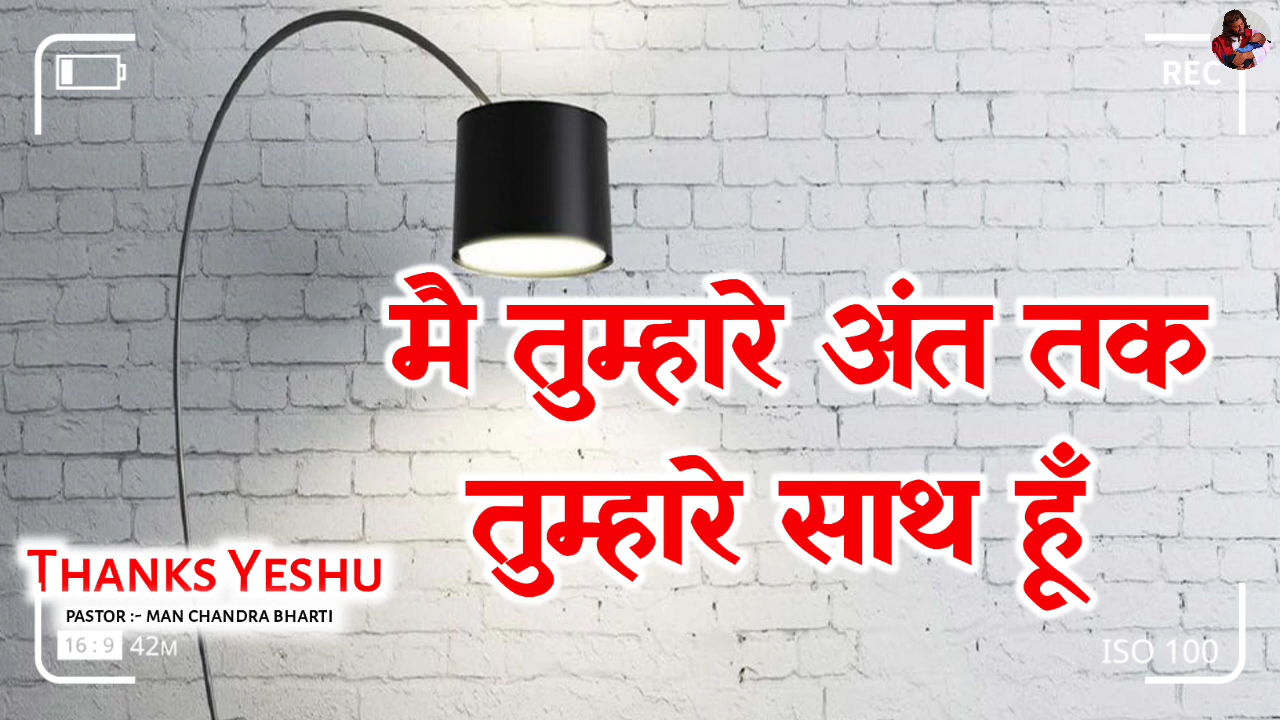 REC
मै तुम्हारे अंत तक
तुम्हारे साथ हूँ
THANKS YESHU
PASTOR :- MAN CHANDRA BHARTI
16 : 9 42M
ISO 100